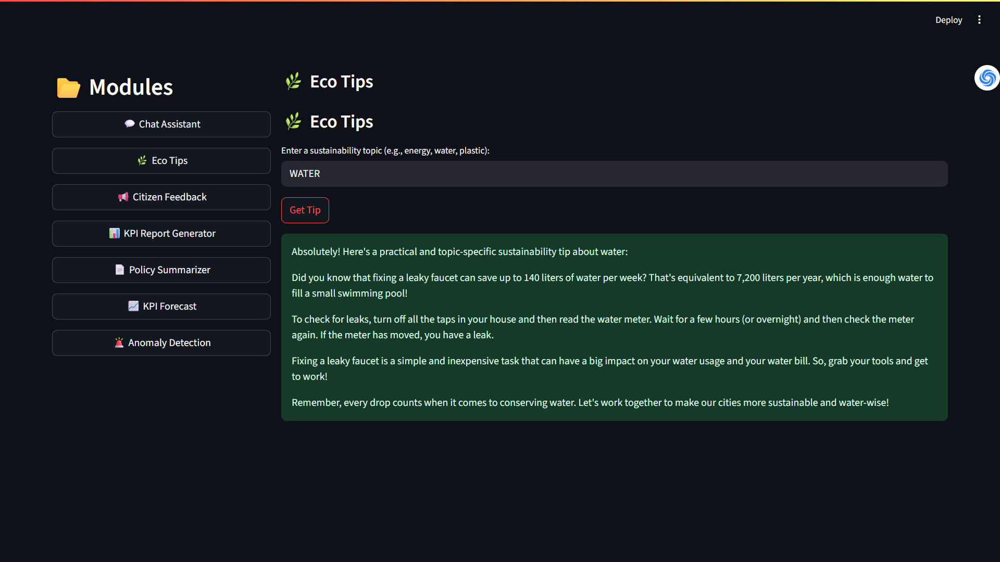 Deploy
Modules
Chat Assistant
Eco Tips
Citizen Feedback
KPI Report Generator
Policy Summarizer
KPI Forecast
Anomaly Detection
Eco Tips
Eco Tips
Enter a sustainability topic (e.g., energy, water, plastic):
WATER
Get Tip
Absolutely! Here's a practical and topic-specific sustainability tip about water:
Did you know that fixing a leaky faucet can save up to 140 liters of water per week? That's equivalent to 7,200 liters per year, which is enough water to
fill a small swimming pool!
To check for leaks, turn off all the taps in your house and then read the water meter. Wait for a few hours (or overnight) and then check the meter
again. If the meter has moved, you have a leak.
Fixing a leaky faucet is a simple and inexpensive task that can have a big impact on your water usage and your water bill. So, grab your tools and get
to work!
Remember, every drop counts when it comes to conserving water. Let's work together to make our cities more sustainable and water-wise!